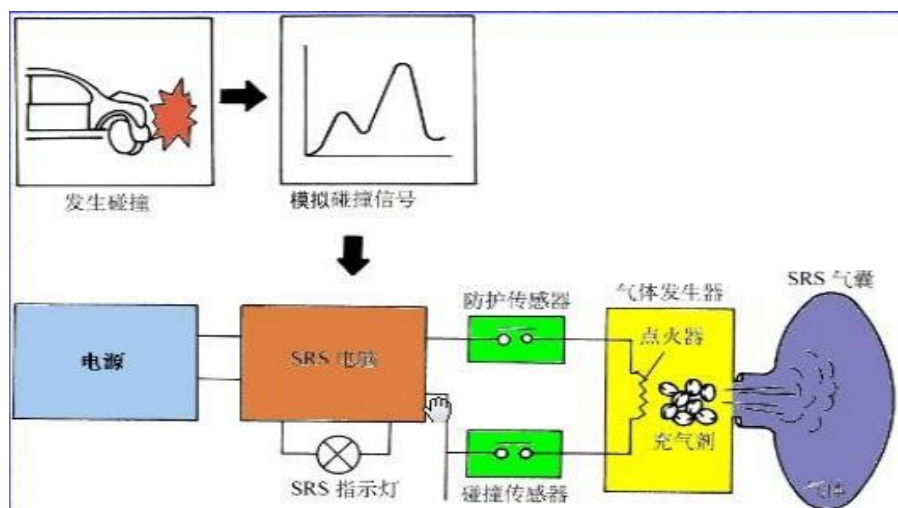 发生碰撞
模拟碰撞信号
电源
SRS 电脑
SRS 指示灯
防护传感器
碰撞传感器
气体发生器
点火器
充气剂
SRS 气囊
气体